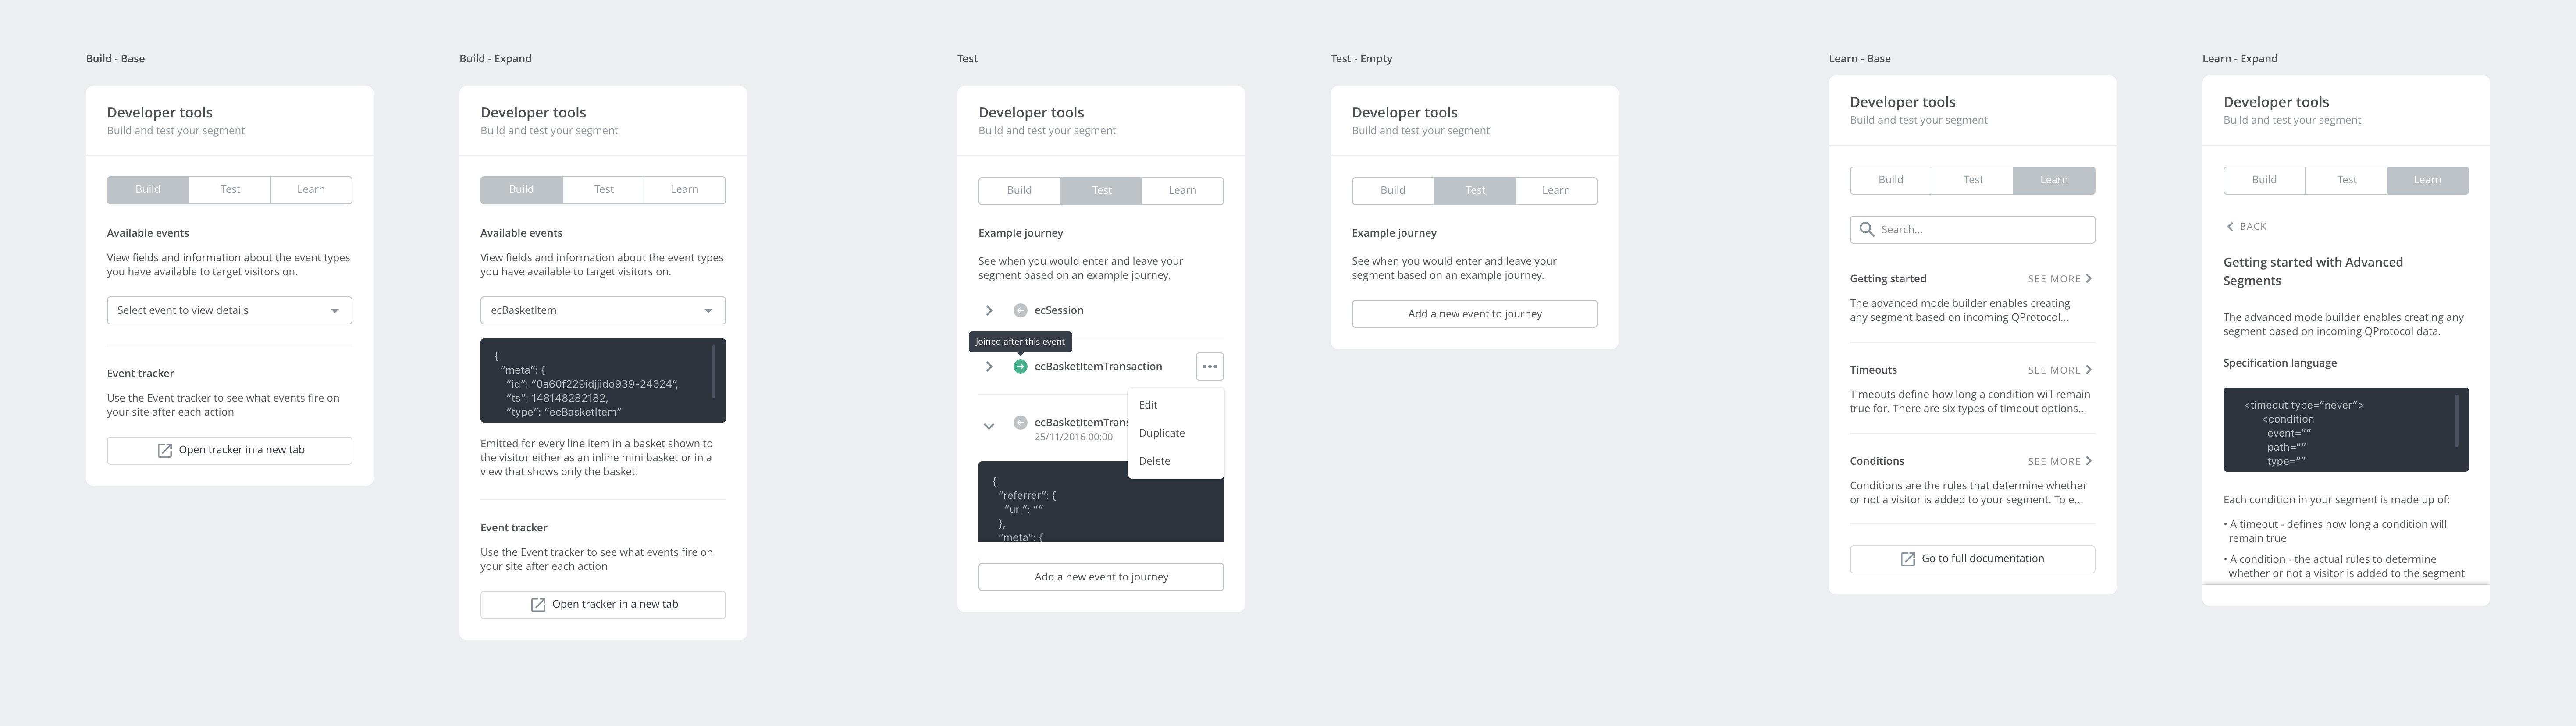 Build - Base
Developer tools
Build and test your segment
Build
Test
Learn
Available events
View fields and information about the event types
you have available to target visitors on.
Select event to view details
Event tracker
Use the Event tracker to see what events fire on
your site after each action
Open tracker in a new tab
Build - Expand
Developer tools
Build and test your segment
Build
Test
Learn
Available events
View fields and information about the event types
you have available to target visitors on.
ecBasketItem
{
“meta”: {
“id”: “0a60f229idjjido939-24324”,
“ts”: 148148282182,
“type”: “ecBasketItem”
Emitted for every line item in a basket shown to
the visitor either as an inline mini basket or in a
view that shows only the basket.
Event tracker
Use the Event tracker to see what events fire on
your site after each action
Open tracker in a new tab
Test
Developer tools
Build and test your segment
Build
Test
Learn
Example journey
See when you would enter and leave your
segment based on an example journey.
ecSession
Joined after this event
ecBasketItemTransaction
Edit
Duplicate
Delete
ecBasketItemTrans
25/11/2016 00:00
{
“referrer”: {
“url”: “”
},
“meta”: {
Add a new event to journey
Test - Empty
Developer tools
Build and test your segment
Build
Test
Learn
Example journey
See when you would enter and leave your
segment based on an example journey.
Add a new event to journey
Learn - Base
Developer tools
Build and test your segment
Build
Test
Learn
Search...
Getting started
SEE MORE
The advanced mode builder enables creating
any segment based on incoming QProtocol...
Timeouts
SEE MORE
Timeouts define how long a condition will remain
true for. There are six types of timeout options...
Conditions
SEE MORE
Conditions are the rules that determine whether
or not a visitor is added to your segment. To e...
Go to full documentation
Learn - Expand
Developer tools
Build and test your segment
Build
Test
Learn
BACK
Getting started with Advanced
Segments
The advanced mode builder enables creating any
segment based on incoming QProtocol data.
Specification language
<timeout type=“never”>
<condition
event=“”
path=“”
type=“”
Each condition in your segment is made up of:
• A timeout - defines how long a condition will
remain true
• A condition - the actual rules to determine
whether or not a visitor is added to the segment